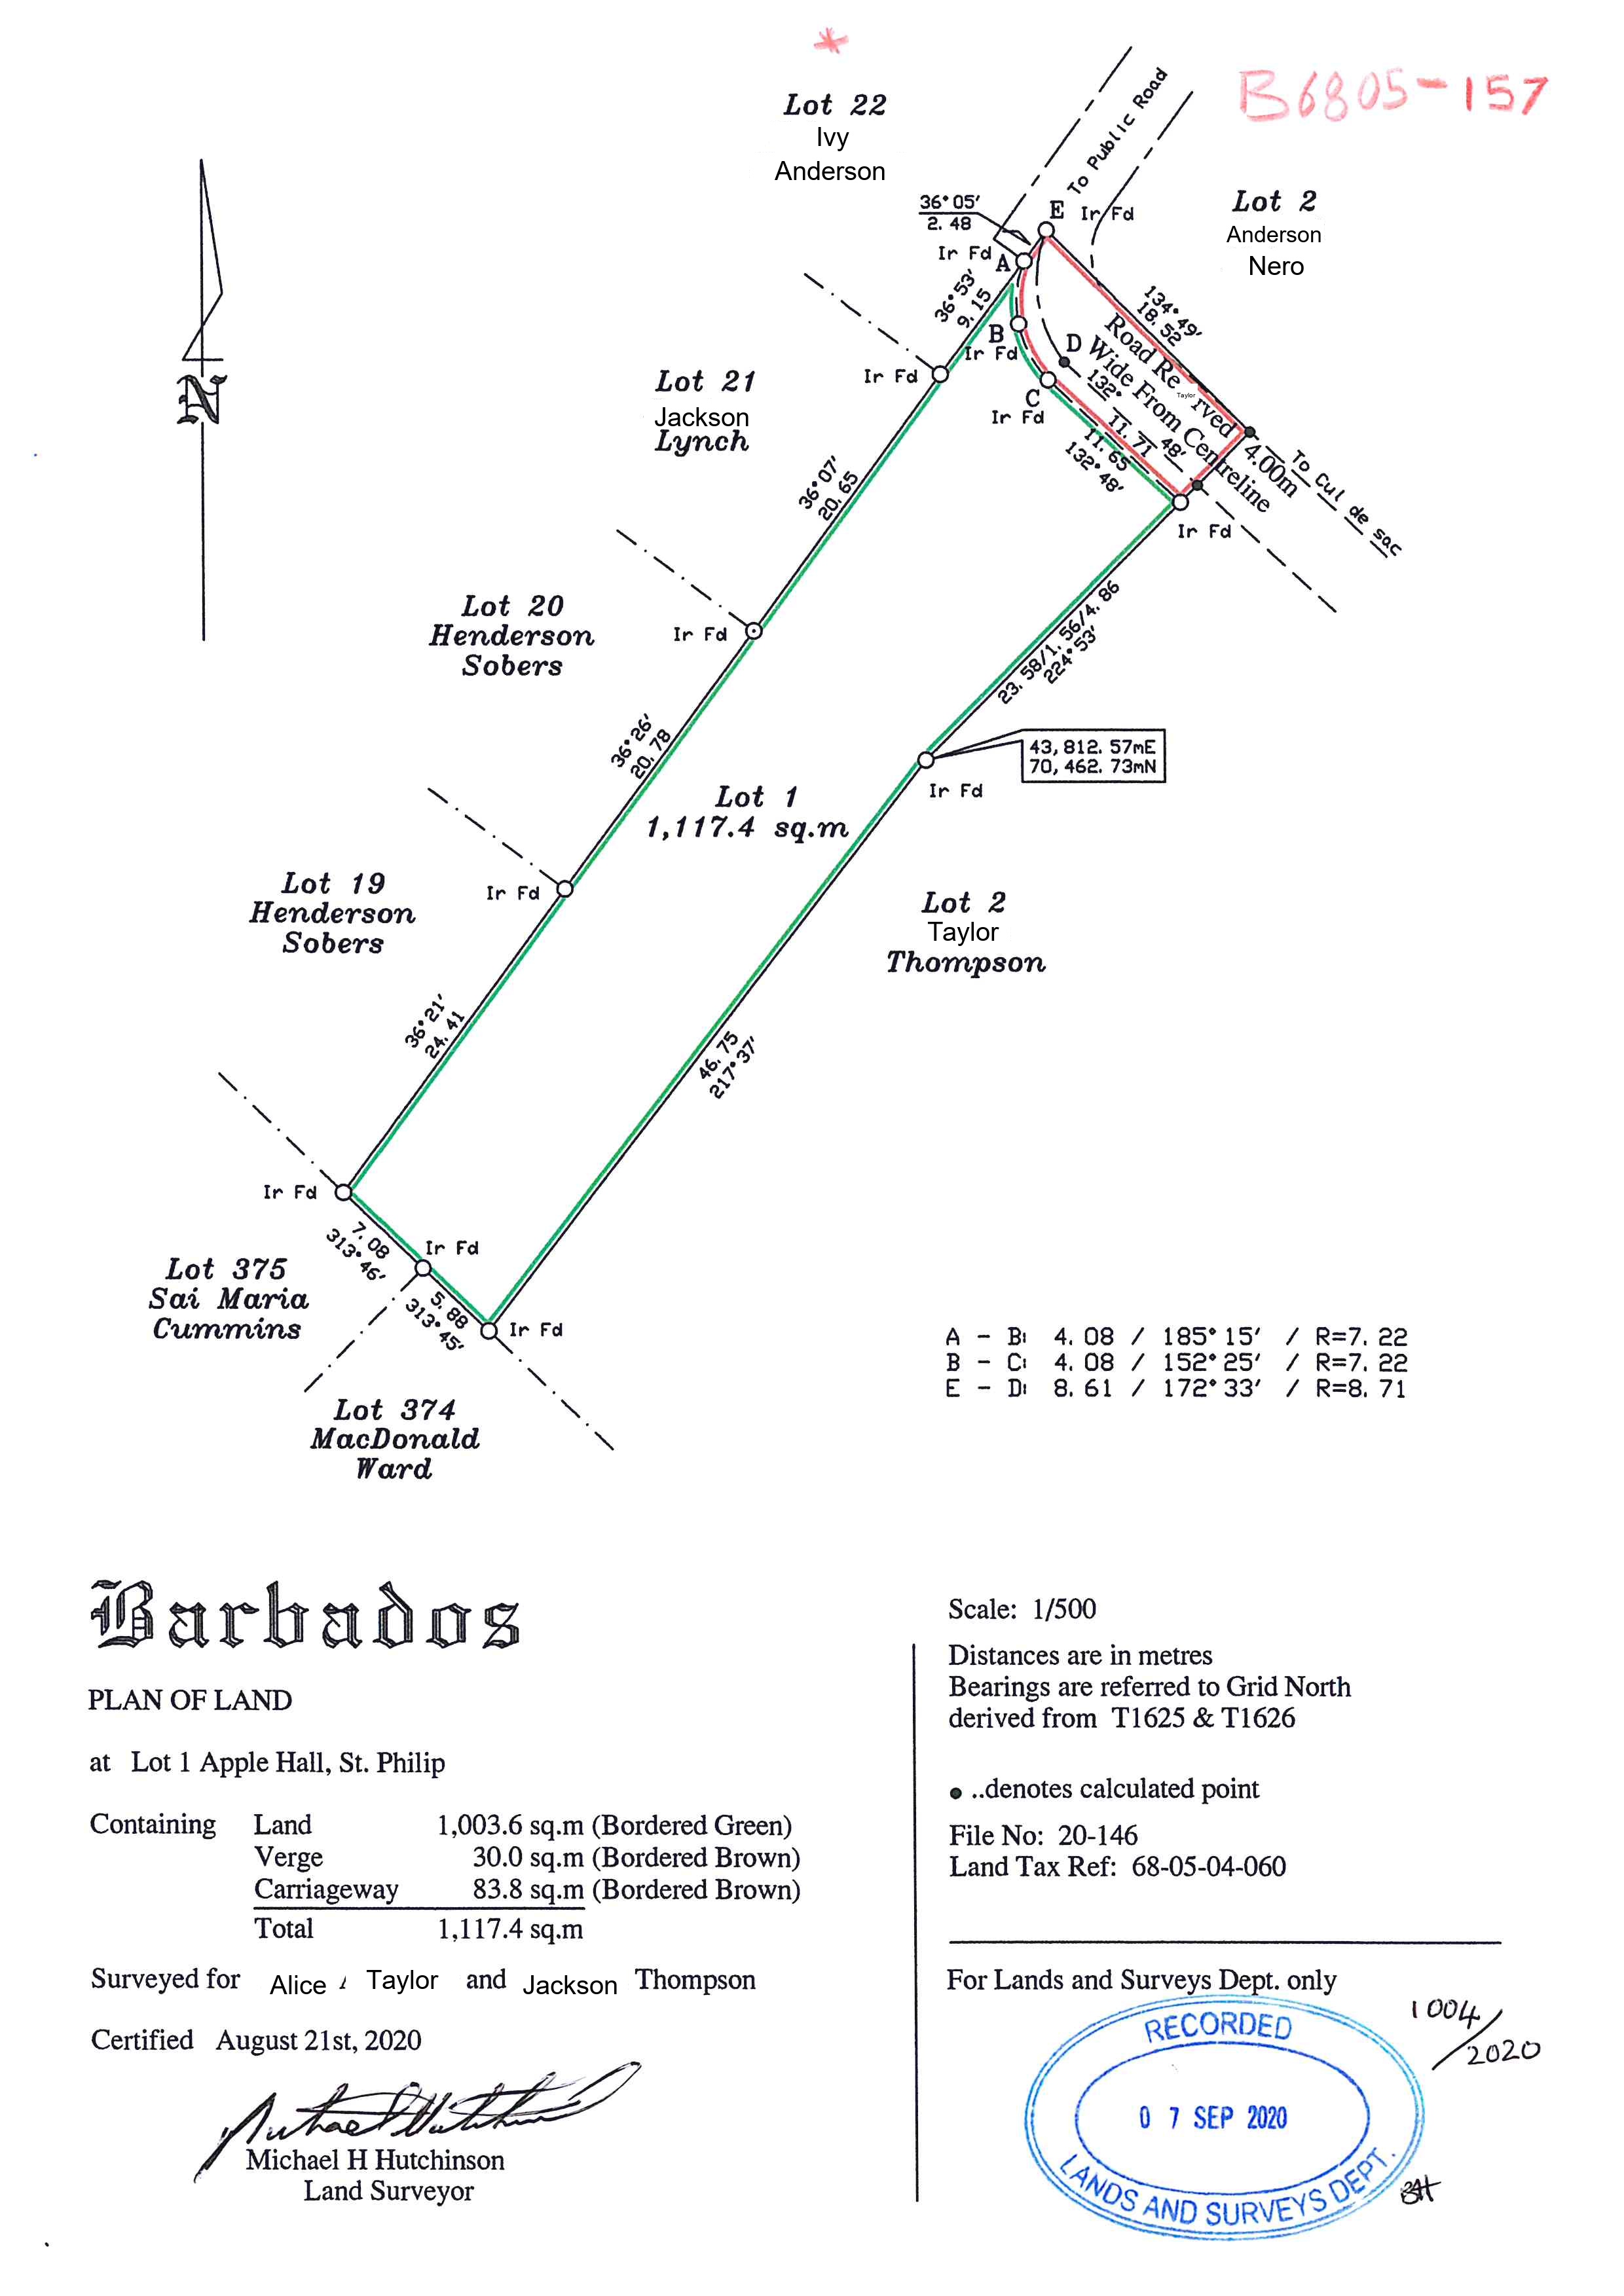 B6805-157
Lot 22
Ivy
Anderson
To Public Road
Lot 2
Anderson
Nero
36°05′
2.48
E
Ir Fd
Ir Fd
A
36°53′
9.15
B
Ir Fd
C
Ir Fd
D
134°49′
18.52
Road Re
Taylor
rved
4.00m
Wide From Centreline
132°
48′
11.71
11.65
132°48′
To Cul de sac
Ir Fd
Ir Fd
N
Lot 21
Jackson
Lynch
36°07′
20.65
Lot 20
Henderson
Sobers
Ir Fd
23.58/1.56/4.86
224°53′
36°26′
20.78
43,812.57mE
70,462.73mN
Ir Fd
Lot 1
1,117.4 sq.m
Lot 19
Henderson
Sobers
Ir Fd
Lot 2
Taylor
Thompson
36°21′
24.41
46.75
217°37′
Ir Fd
7.08
313°46′
Ir Fd
5.88
313°45′
Ir Fd
Lot 375
Sai Maria
Cummins
Lot 374
MacDonald
Ward
A - B: 4.08 / 185°15′ / R=7.22
B - C: 4.08 / 152°25′ / R=7.22
E - D: 8.61 / 172°33′ / R=8.71
Barbados
PLAN OF LAND
at Lot 1 Apple Hall, St. Philip
Containing Land 1,003.6 sq.m (Bordered Green)
Verge 30.0 sq.m (Bordered Brown)
Carriageway 83.8 sq.m (Bordered Brown)
Total 1,117.4 sq.m
Surveyed for Alice Taylor and Jackson Thompson
Certified August 21st, 2020
Michael H Hutchinson
Land Surveyor
Scale: 1/500
Distances are in metres
Bearings are referred to Grid North
derived from T1625 & T1626
● ..denotes calculated point
File No: 20-146
Land Tax Ref: 68-05-04-060
For Lands and Surveys Dept. only
1004/2020
RECORDED
07 SEP 2020
LANDS AND SURVEYS DEPT.